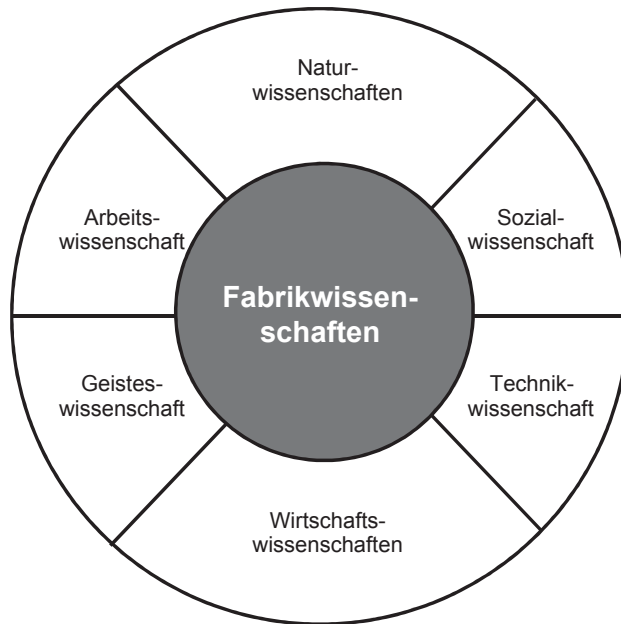 Natur-
wissenschaften
Arbeits-
wissenschaft
Sozial-
wissenschaft
Fabrikwissen-
schaften
Geistes-
wissenschaft
Technik-
wissenschaft
Wirtschafts-
wissenschaften